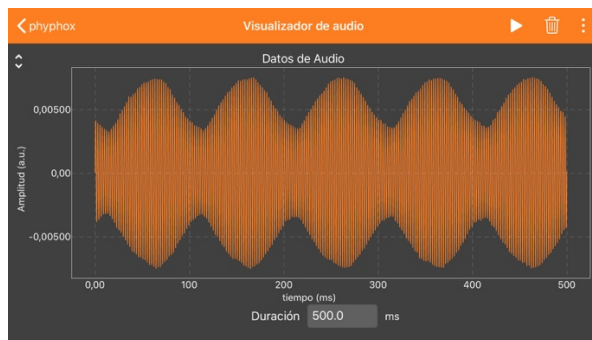 phyphox
Visualizador de audio
Datos de Audio
Amplitud (a.u.)
0,00500
0,00
-0,00500
0,00 100 200 300 400 500
tiempo (ms)
Duración 500.0 ms